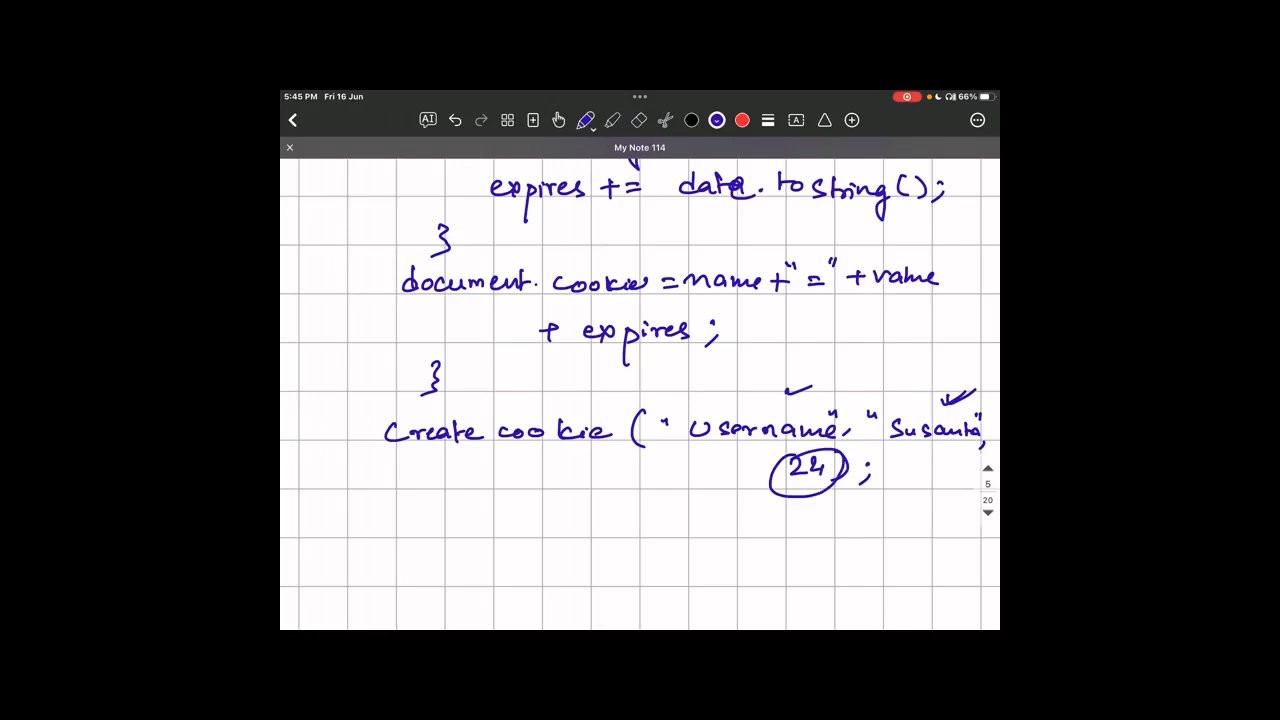 5:45 PM Fri 16 Jun
66%
My Note 114
expires += date.toString();
}
document.cookie = name + "=" + value
+ expires;
}
Create cookie ("Username", "Susanta",
24);
5
20